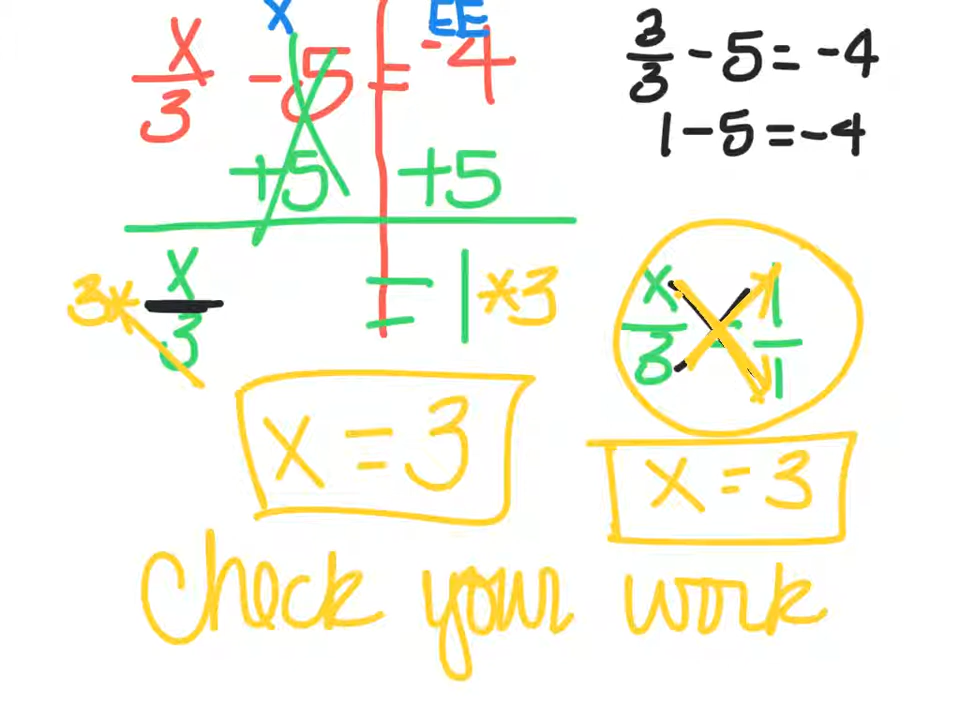 x EE
x/3 - 5 = -4
+5 +5
3* x/3 = 1 *3
x = 3
3/3 - 5 = -4
1 - 5 = -4
x/3 = 1/1
x = 3
check your work